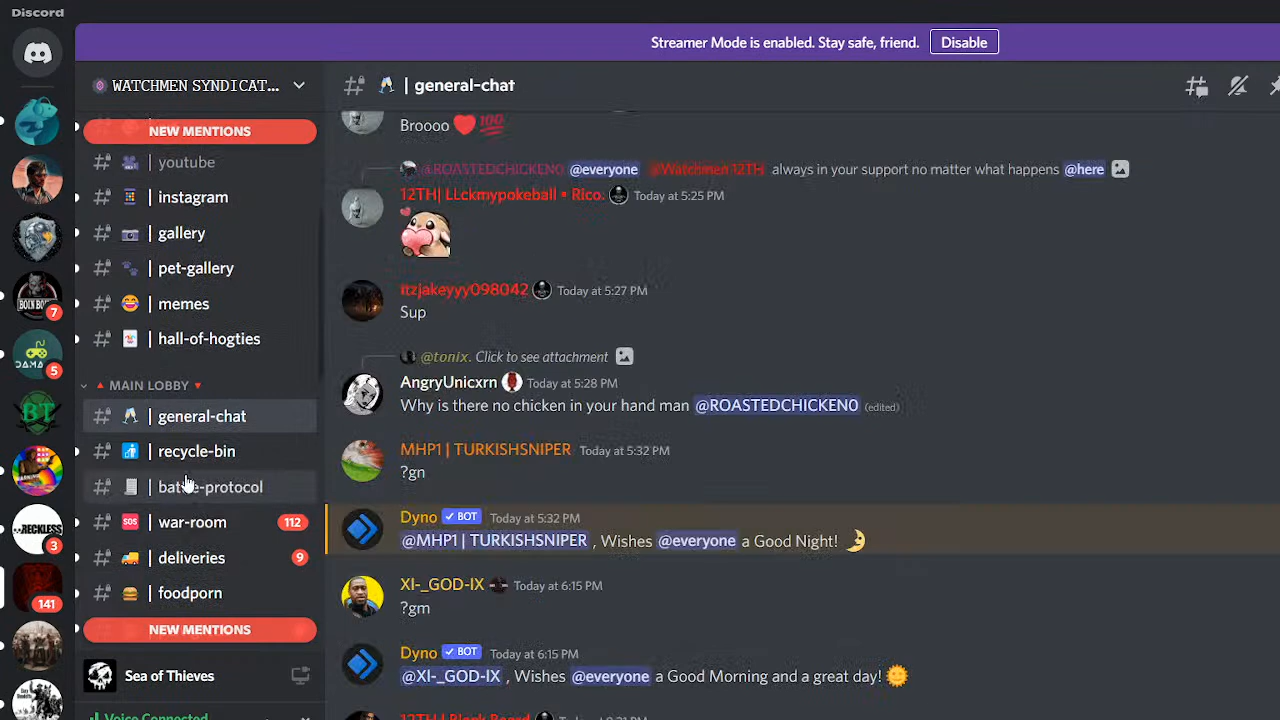 Discord
Streamer Mode is enabled. Stay safe, friend.
Disable
WATCHMEN SYNDICAT...
| general-chat
NEW MENTIONS
| youtube
| instagram
| gallery
| pet-gallery
| memes
| hall-of-hogties
MAIN LOBBY
| general-chat
| recycle-bin
| battle-protocol
SOS | war-room 112
| deliveries 9
| foodporn
NEW MENTIONS
Sea of Thieves
Voice Connected
7
5
BT
RECKLESS
3
141
Broooo ❤️💯
@ROASTEDCHICKEN0 @everyone @Watchmen 12TH always in your support no matter what happens @here
12TH| LLckmypokeball • Rico: Today at 5:25 PM
itzjakeyyy098042 Today at 5:27 PM
Sup
@tonix. Click to see attachment
AngryUnicxrn Today at 5:28 PM
Why is there no chicken in your hand man @ROASTEDCHICKEN0 (edited)
MHP1 | TURKISHSNIPER Today at 5:32 PM
?gn
Dyno ✓ BOT Today at 5:32 PM
@MHP1 | TURKISHSNIPER , Wishes @everyone a Good Night! 🌛
XI-_GOD-IX Today at 6:15 PM
?gm
Dyno ✓ BOT Today at 6:15 PM
@XI-_GOD-IX , Wishes @everyone a Good Morning and a great day! 🌞
12TH | Black Beard